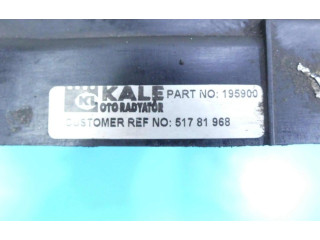 KALE PART NO: 195900
OTO RADYATÖR
CUSTOMER REF NO: 517 81 968